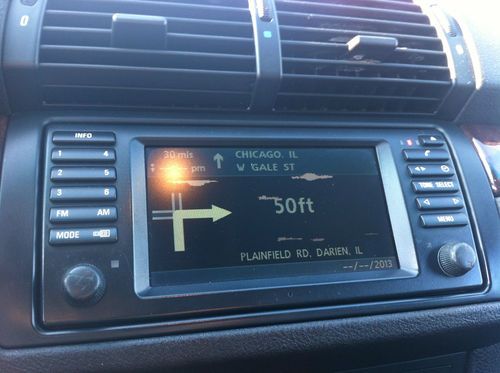 INFO
1 2
3 4
5 6
FM AM
MODE
30 mls
pm
CHICAGO, IL
W GALE ST
50ft
PLAINFIELD RD, DARIEN, IL
--/--/2013
TONE SELECT
MENU